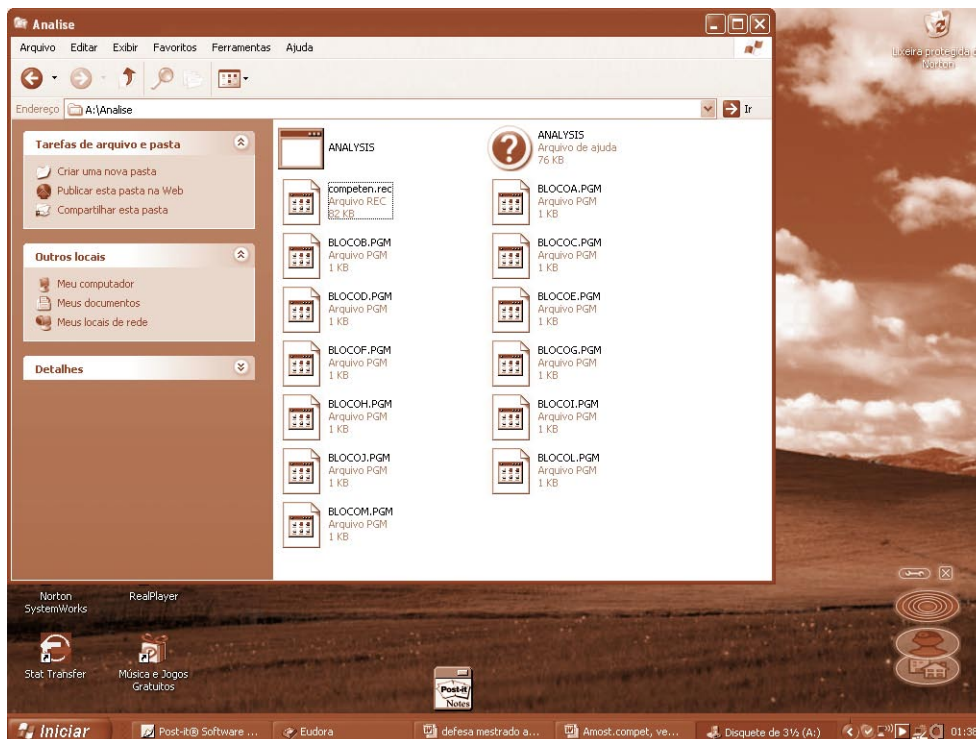 Analise
Arquivo Editar Exibir Favoritos Ferramentas Ajuda
Endereço A:\Analise Ir
Tarefas de arquivo e pasta
Criar uma nova pasta
Publicar esta pasta na Web
Compartilhar esta pasta
Outros locais
Meu computador
Meus documentos
Meus locais de rede
Detalhes
ANALYSIS
ANALYSIS
Arquivo de ajuda
76 KB
competen.rec
Arquivo REC
82 KB
BLOCOA.PGM
Arquivo PGM
1 KB
BLOCOB.PGM
Arquivo PGM
1 KB
BLOCOC.PGM
Arquivo PGM
1 KB
BLOCOD.PGM
Arquivo PGM
1 KB
BLOCOE.PGM
Arquivo PGM
1 KB
BLOCOF.PGM
Arquivo PGM
1 KB
BLOCOG.PGM
Arquivo PGM
1 KB
BLOCOH.PGM
Arquivo PGM
1 KB
BLOCOI.PGM
Arquivo PGM
1 KB
BLOCOJ.PGM
Arquivo PGM
1 KB
BLOCOL.PGM
Arquivo PGM
1 KB
BLOCOM.PGM
Arquivo PGM
1 KB
Lixeira protegida
Norton
Norton
SystemWorks
RealPlayer
Stat Transfer
Música e Jogos
Gratuitos
Post-it
Notes
Iniciar
Post-it® Software ...
Eudora
defesa mestrado a...
Amost.compet, ve...
Disquete de 3½ (A:)
01:38